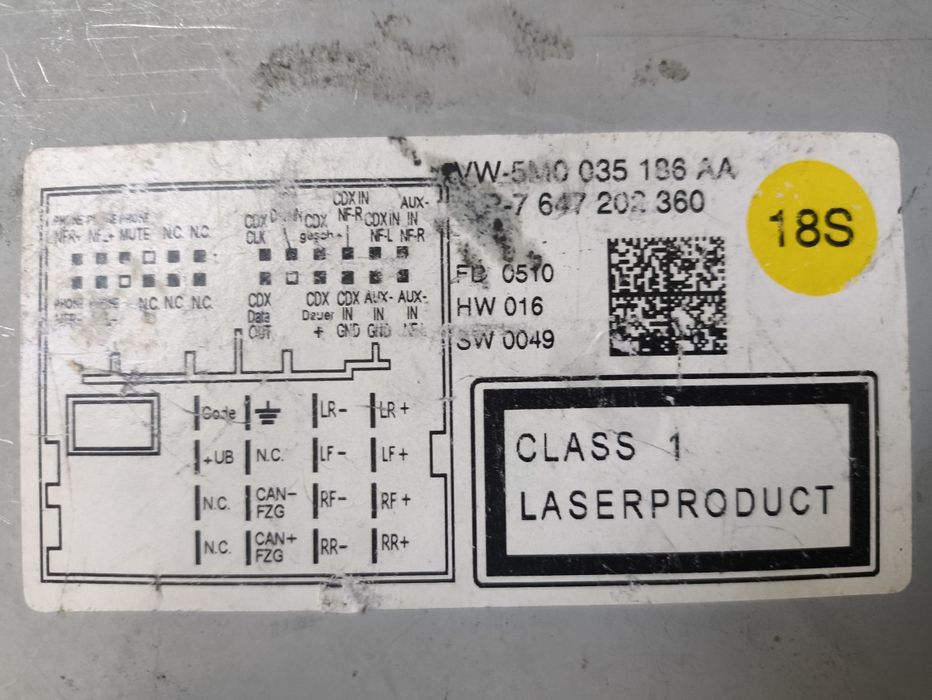 VW-5M0 035 186 AA
-7 647 202 360
18S
FD 0510
HW 016
SW 0049
CLASS 1
LASERPRODUCT
CDX IN AUX-
CDX CDX NF-R CDX IN IN
CLK gesch+ NF-L NF-R
MUTE N.C. N.C.
N.C. N.C. N.C.
CDX CDX CDX AUX- AUX-
Data Dauer IN IN IN
OUT + GND GND
Code LR- LR+
+UB N.C. LF- LF+
N.C. CAN- RF- RF+
FZG
N.C. CAN+ RR- RR+
FZG